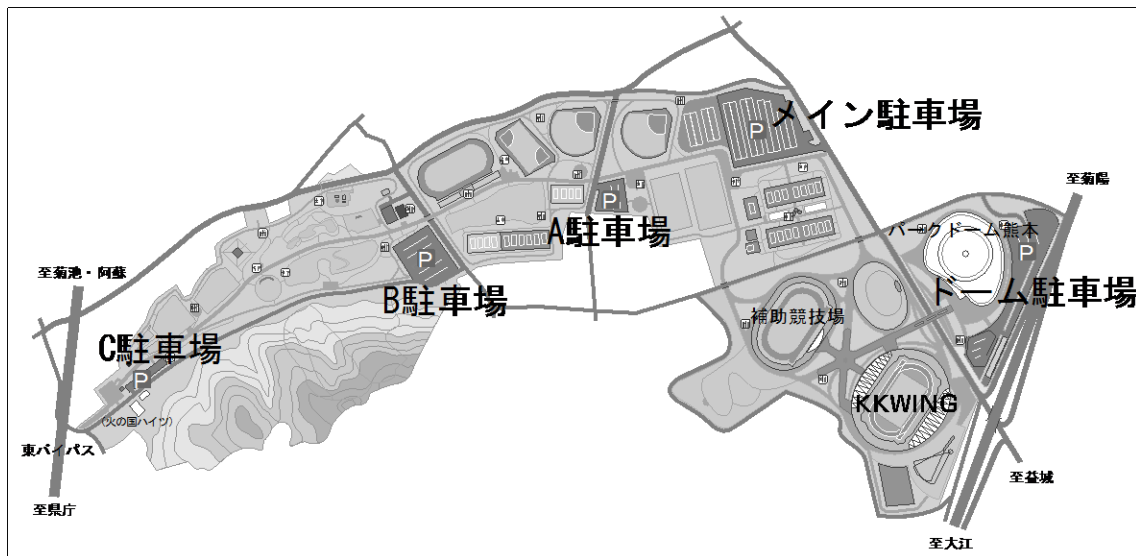 メイン駐車場
P
至菊陽
P
A駐車場
パークドーム熊本
P
P
至菊池・阿蘇
ドーム駐車場
B駐車場
補助競技場
C駐車場
P
KKWING
(火の国ハイツ)
東バイパス
至益城
至県庁
至大江